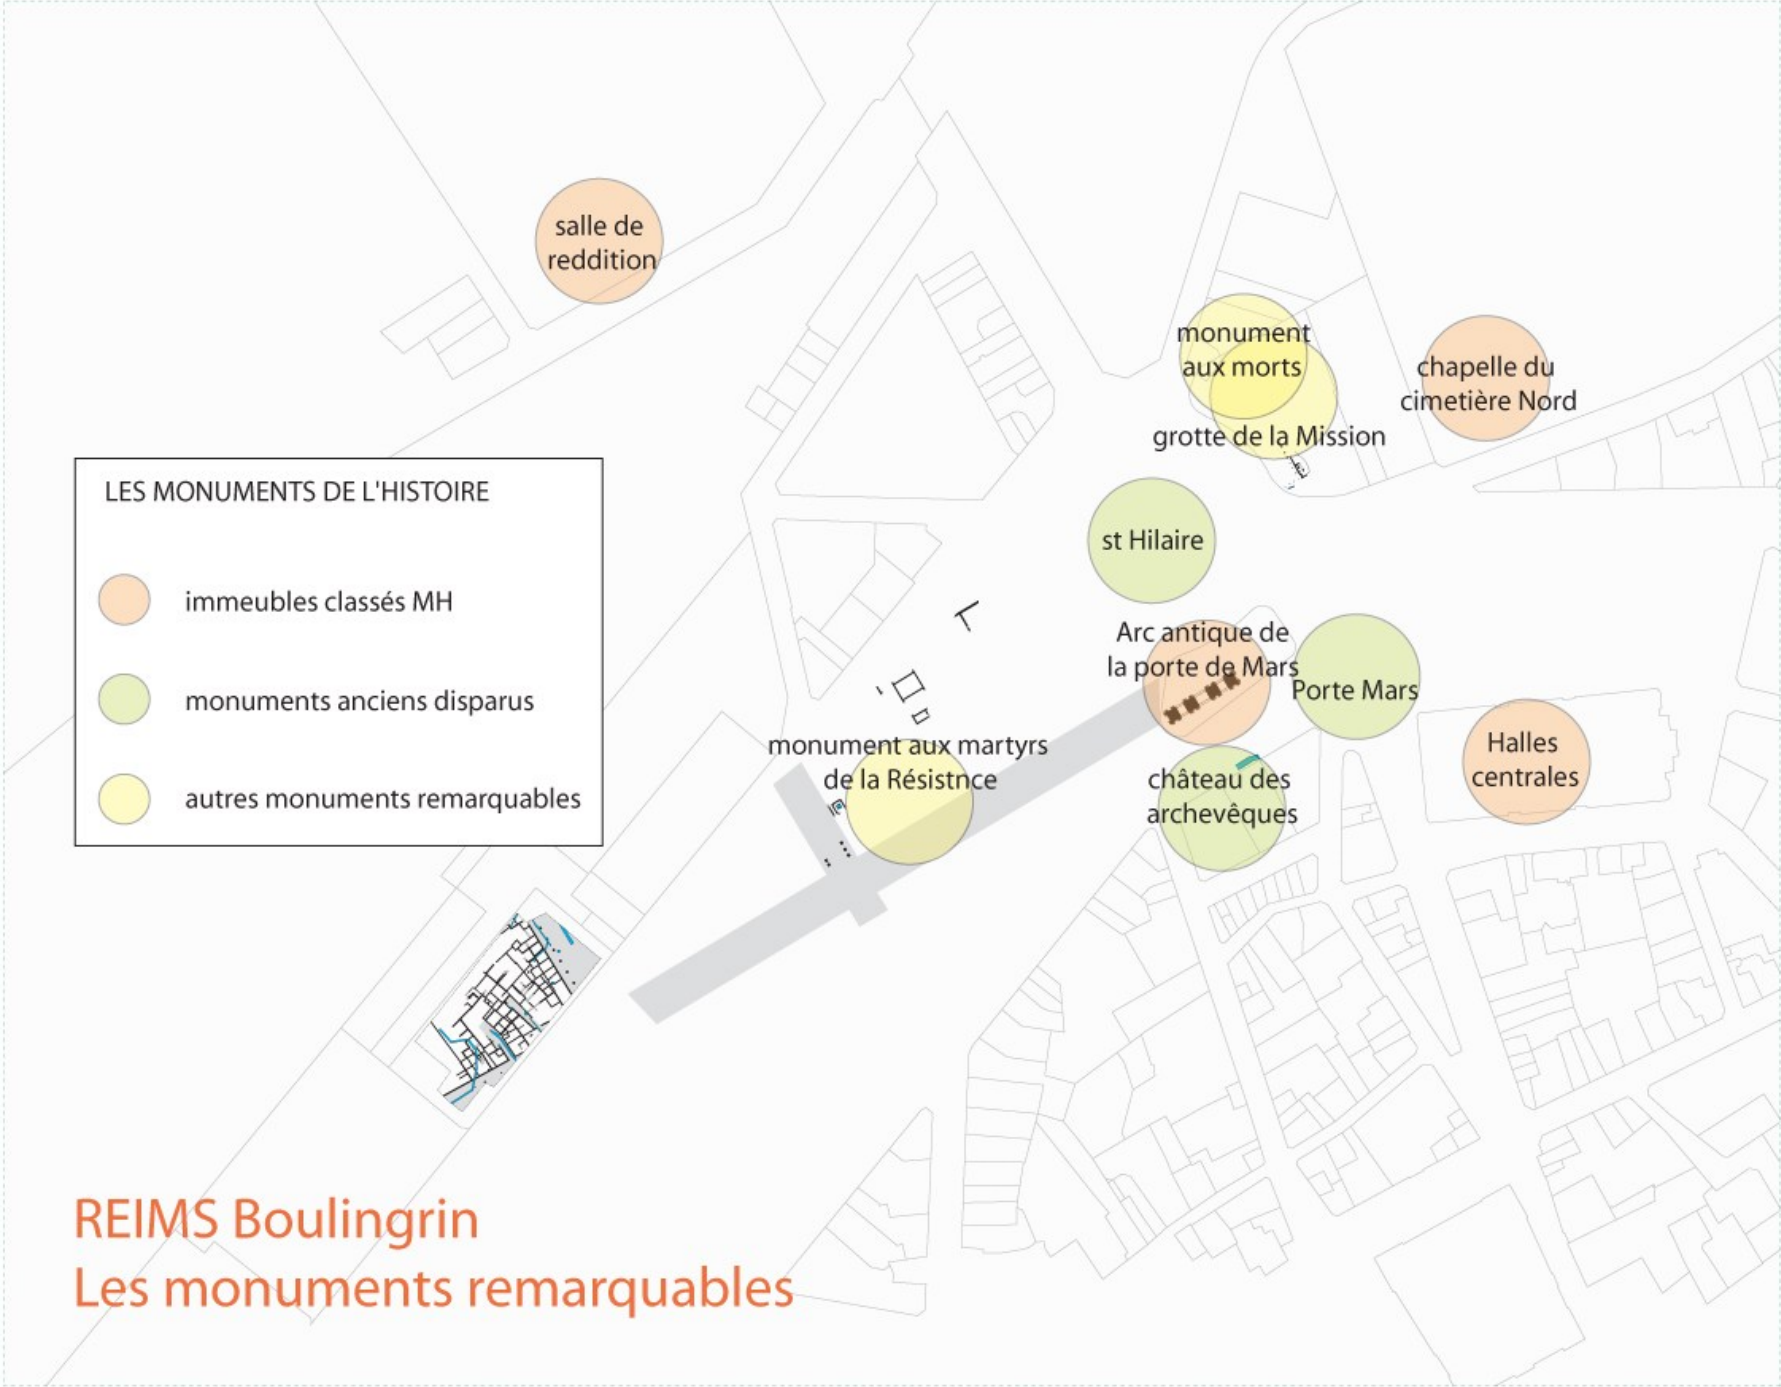 salle de
reddition
monument
aux morts
chapelle du
cimetière Nord
grotte de la Mission
LES MONUMENTS DE L'HISTOIRE
immeubles classés MH
monuments anciens disparus
autres monuments remarquables
st Hilaire
Arc antique de
la porte de Mars
Porte Mars
monument aux martyrs
de la Résistnce
château des
archevêques
Halles
centrales
REIMS Boulingrin
Les monuments remarquables